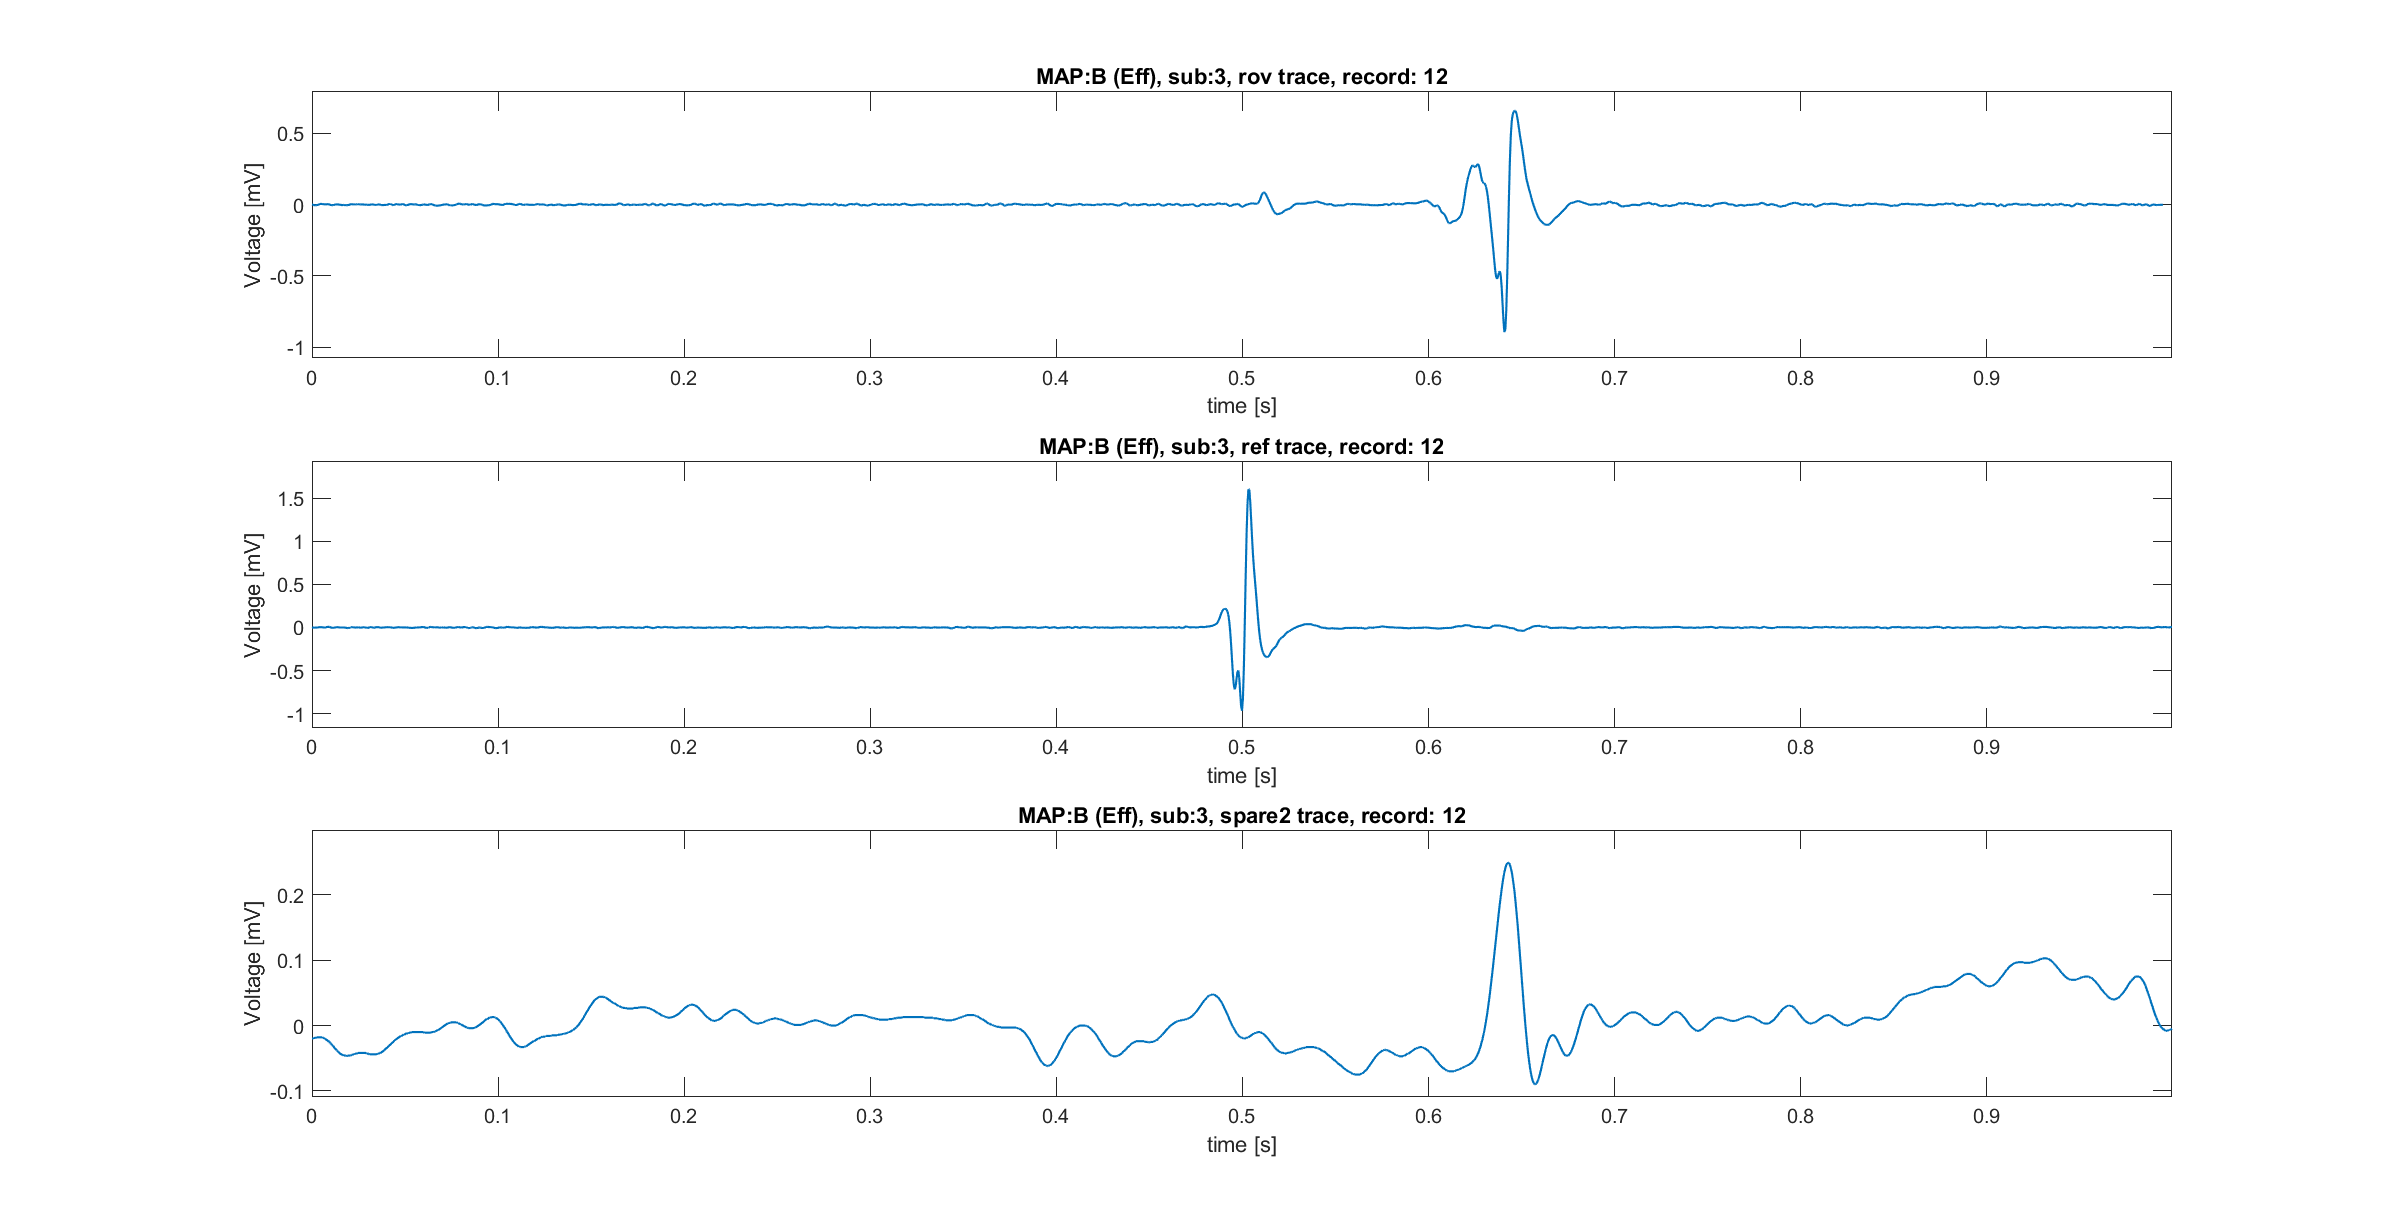 MAP:B (Eff), sub:3, rov trace, record: 12
Voltage [mV]
0.5
0
-0.5
-1
0 0.1 0.2 0.3 0.4 0.5 0.6 0.7 0.8 0.9
time [s]
MAP:B (Eff), sub:3, ref trace, record: 12
Voltage [mV]
1.5
1
0.5
0
-0.5
-1
0 0.1 0.2 0.3 0.4 0.5 0.6 0.7 0.8 0.9
time [s]
MAP:B (Eff), sub:3, spare2 trace, record: 12
Voltage [mV]
0.2
0.1
0
-0.1
0 0.1 0.2 0.3 0.4 0.5 0.6 0.7 0.8 0.9
time [s]